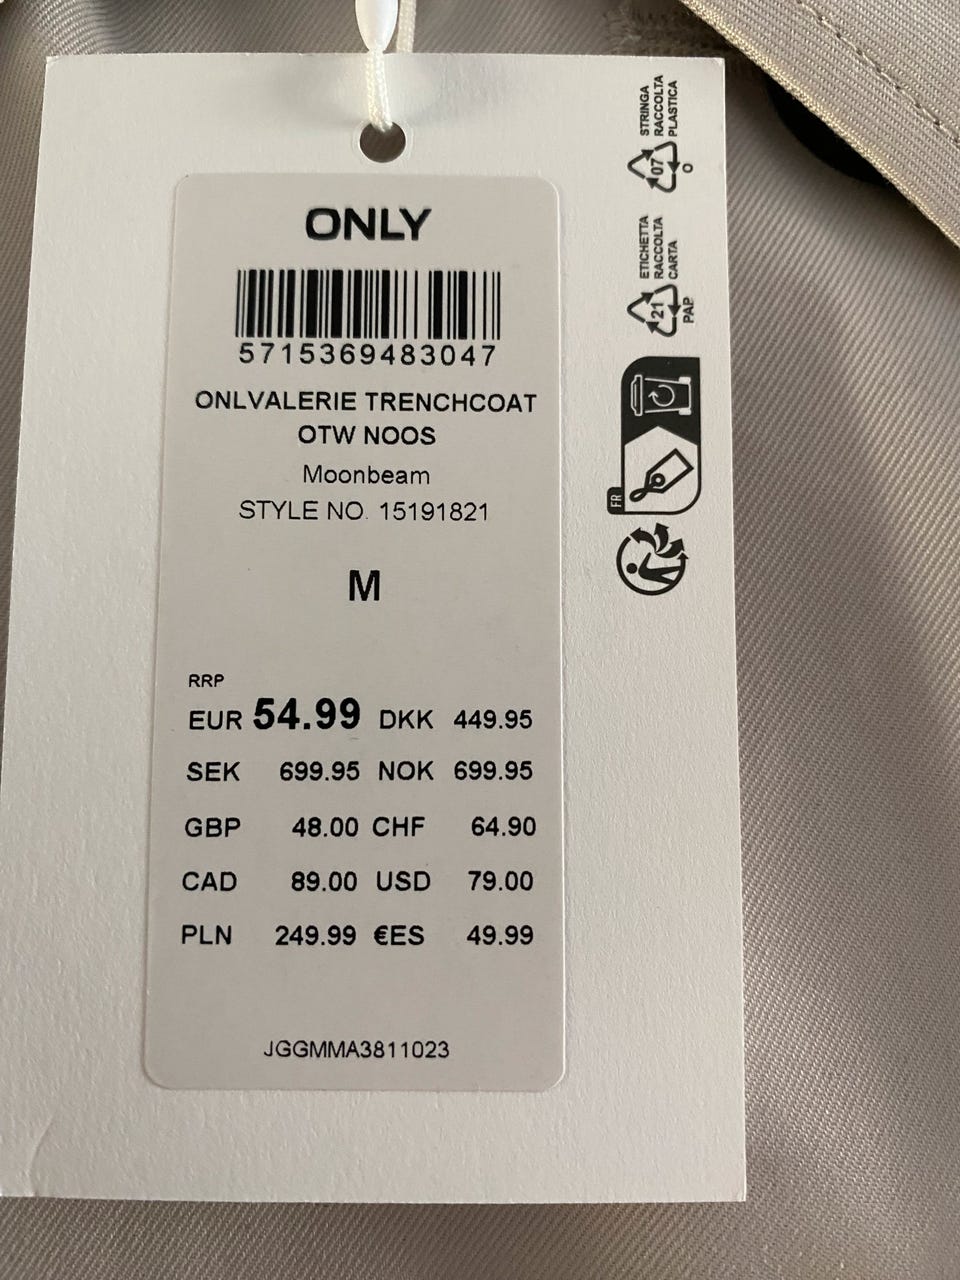 ONLY
5715369483047
ONLVALERIE TRENCHCOAT
OTW NOOS
Moonbeam
STYLE NO. 15191821
M
RRP
EUR 54.99 DKK 449.95
SEK 699.95 NOK 699.95
GBP 48.00 CHF 64.90
CAD 89.00 USD 79.00
PLN 249.99 €ES 49.99
JGGMMA3811023
STRINGA
RACCOLTA
PLASTICA
07
O
ETICHETTA
RACCOLTA
CARTA
21
PAP
FR